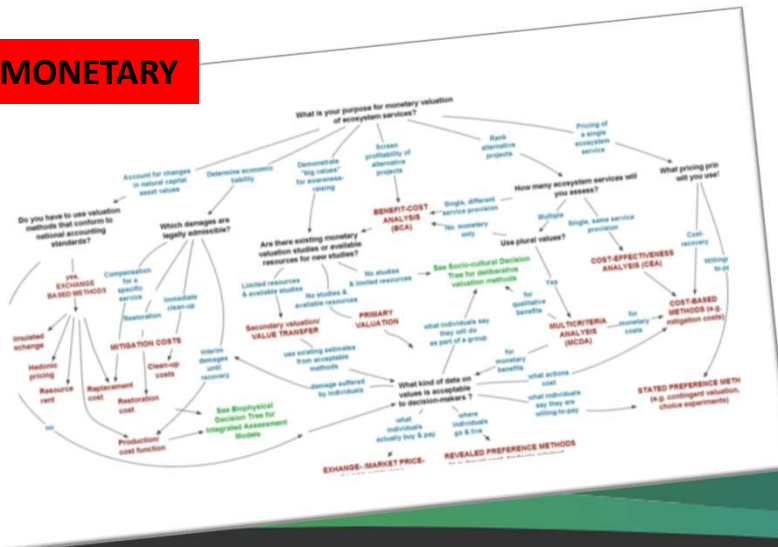 MONETARY
What is your purpose for monetary valuation
of ecosystem services?
Account for changes
in natural capital
asset values
Determine economic
liability
Demonstrate
"big values"
for awareness-
raising
Screen
profitability of
alternative
projects
Rank
alternative
projects
Pricing of
a single
ecosystem
service
Do you have to use valuation
methods that conform to
national accounting
standards?
Which damages are
legally admissible?
Are there existing monetary
valuation studies or available
resources for new studies?
BENEFIT-COST
ANALYSIS
(BCA)
Single, different
service provision
No, monetary
only
How many ecosystem services will
you assess?
What pricing prin
will you use?
Multiple
Single, same service
provision
Use plural values?
COST-EFFECTIVENESS
ANALYSIS (CEA)
Cost-
recovery
yes,
EXCHANGE
BASED METHODS
Compensation
for a
specific
service
Restoration
Immediate
clean-up
Limited resources
& available studies
No studies &
available resources
No studies
& limited resources
See Socio-cultural Decision
Tree for deliberative
valuation methods
Yes
for
qualitative
benefits
Hedonic
pricing
Resource
rent
Replacement
cost
MITIGATION COSTS
Clean-up
costs
Restoration
cost
Interim
damages
until
recovery
Secondary valuation/
VALUE TRANSFER
PRIMARY
VALUATION
what individuals say
they will do
as part of a group
MULTICRITERIA
ANALYSIS
(MCDA)
for
monetary
costs
COST-BASED
METHODS (e.g.
mitigation costs)
use existing estimates
from acceptable
methods
for
monetary
benefits
damage suffered
by individuals
What kind of data on
values is acceptable
to decision-makers ?
what actions
cost
what individuals
say they are
willing-to-pay
STATED PREFERENCE METH
(e.g. contingent valuation,
choice experiments)
no
Production/
cost function
See Biophysical
Decision Tree for
Integrated Assessment
Models
what
individuals
actually buy & pay
where
individuals
go & live
EXHANGE- /MARKET PRICE-
REVEALED PREFERENCE METHODS